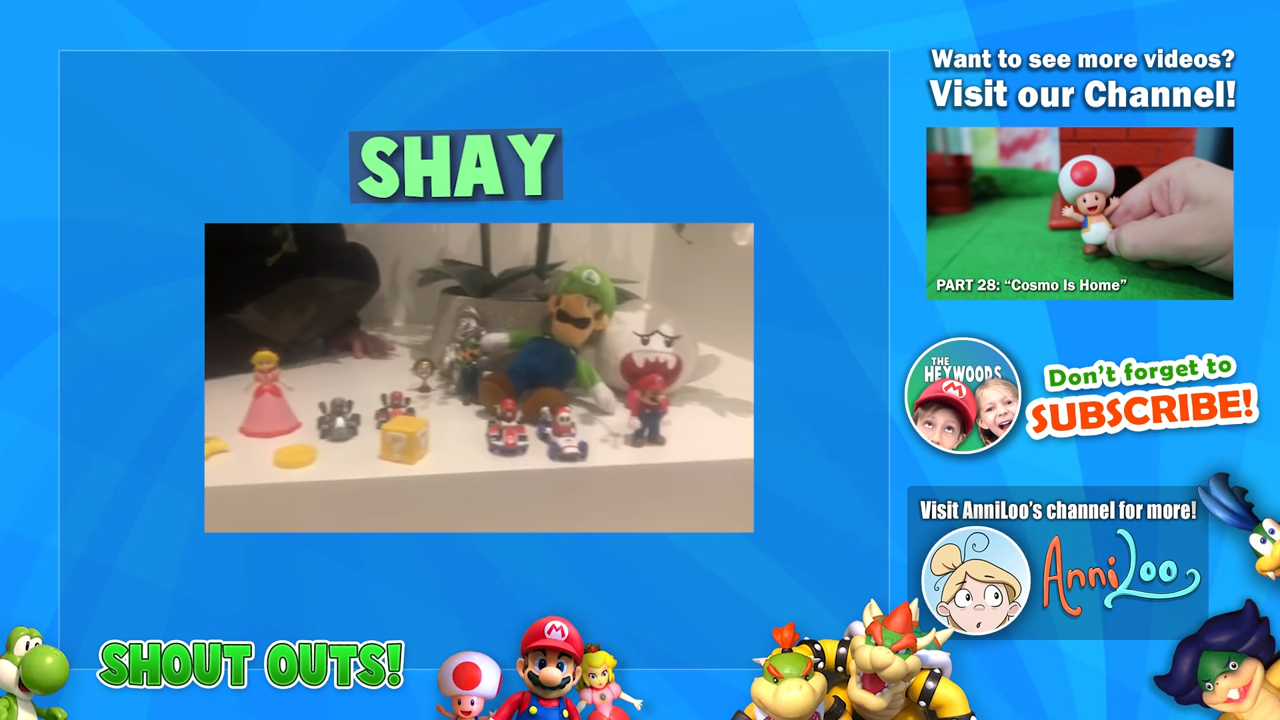 SHAY
SHOUT OUTS!
Want to see more videos?
Visit our Channel!
PART 28: “Cosmo Is Home”
THE
HEYWOODS
M
Don't forget to
SUBSCRIBE!
Visit AnniLoo's channel for more!
AnniLoo
M